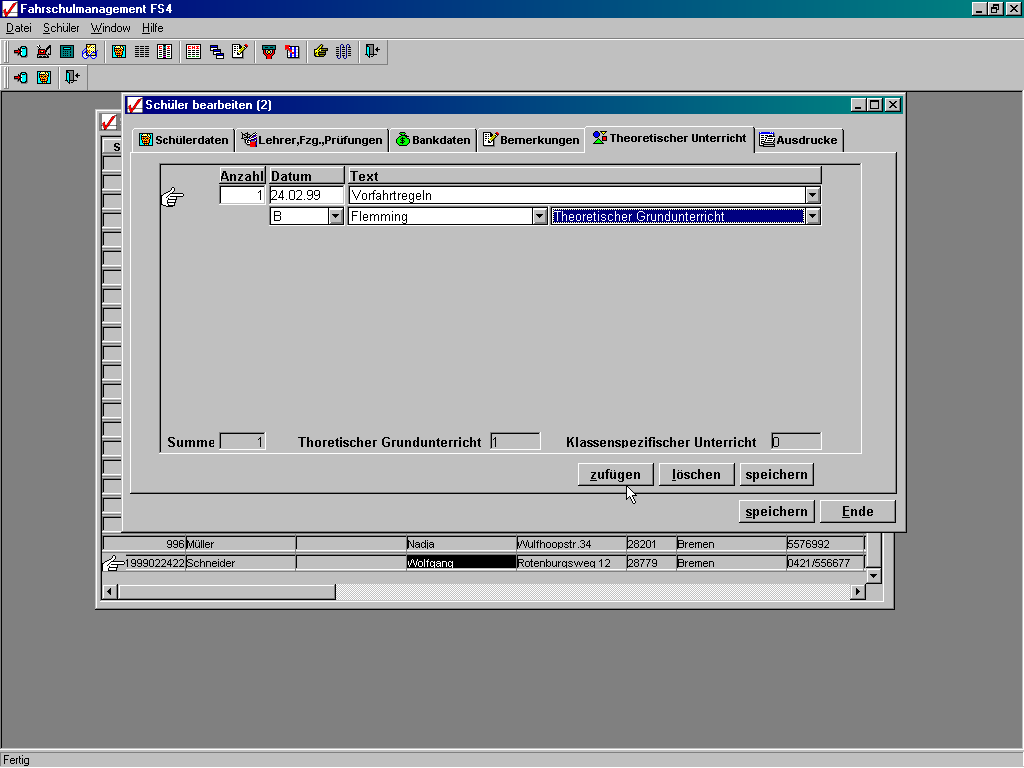 Fahrschulmanagement FS4
Datei Schüler Window Hilfe
Schüler bearbeiten (2)
Schülerdaten Lehrer,Fzg.,Prüfungen Bankdaten Bemerkungen Theoretischer Unterricht Ausdrucke
S
Anzahl Datum Text
1 24.02.99 Vorfahrtregeln
B Flemming Theoretischer Grundunterricht
Summe 1 Thoretischer Grundunterricht 1 Klassenspezifischer Unterricht 0
zufügen löschen speichern
speichern Ende
996 Müller Nadja Wulfhoopstr.34 28201 Bremen 5576992
1999022422 Schneider Wolfgang Rotenburgsweg 12 28779 Bremen 0421/556677
Fertig